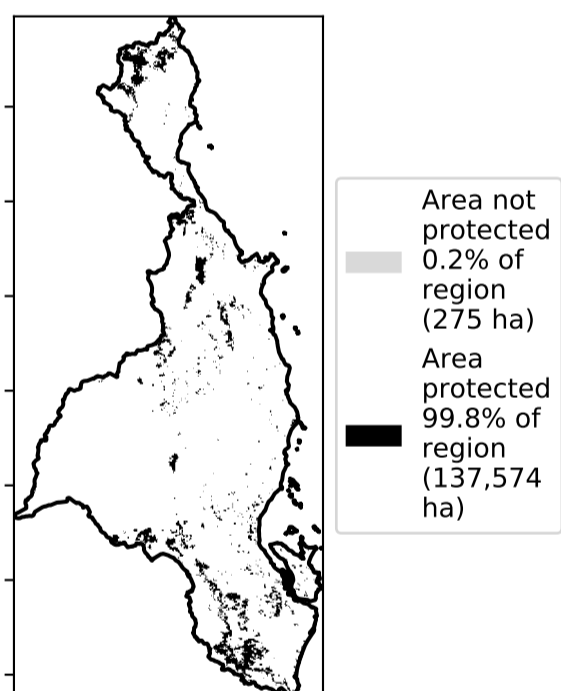 Area not
protected
0.2% of
region
(275 ha)
Area
protected
99.8% of
region
(137,574
ha)